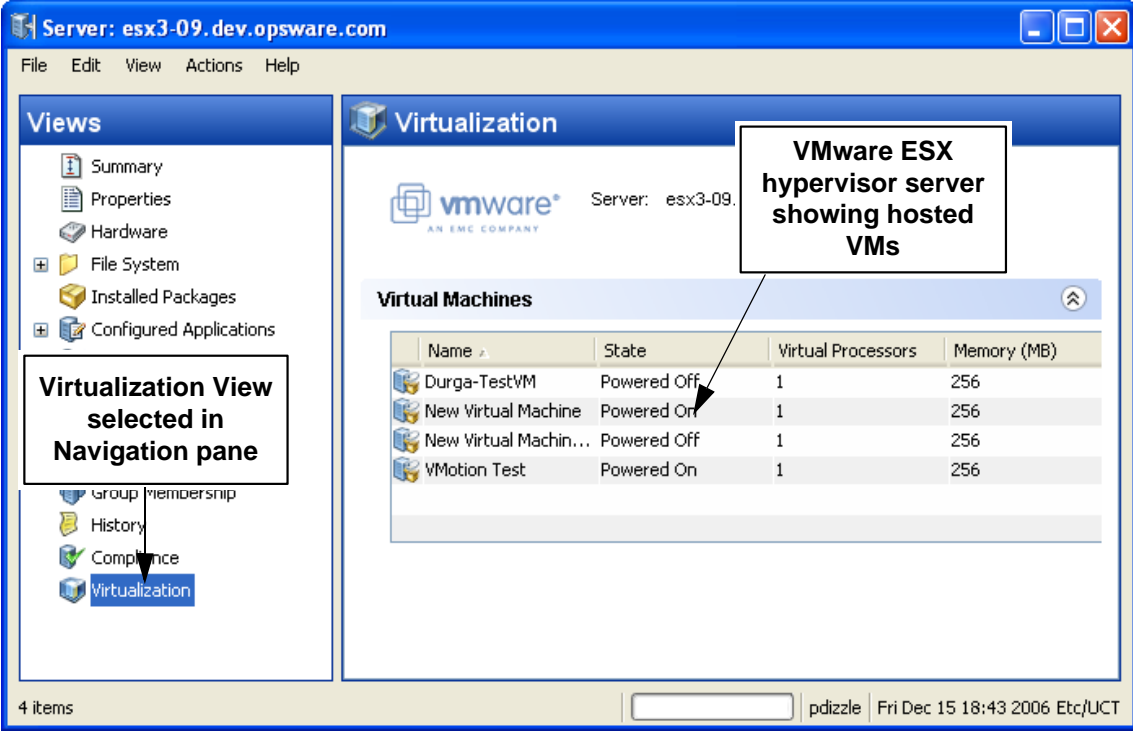 Server: esx3-09.dev.opsware.com
File Edit View Actions Help
Views
Summary
Properties
Hardware
File System
Installed Packages
Configured Applications
Virtualization View
selected in
Navigation pane
Group Membership
History
Compliance
Virtualization
Virtualization
vmware®
AN EMC COMPANY
Server: esx3-09.
VMware ESX
hypervisor server
showing hosted
VMs
Virtual Machines
Name State Virtual Processors Memory (MB)
Durga-TestVM Powered Off 1 256
New Virtual Machine Powered On 1 256
New Virtual Machin... Powered Off 1 256
VMotion Test Powered On 1 256
4 items
pdizzle Fri Dec 15 18:43 2006 Etc/UCT